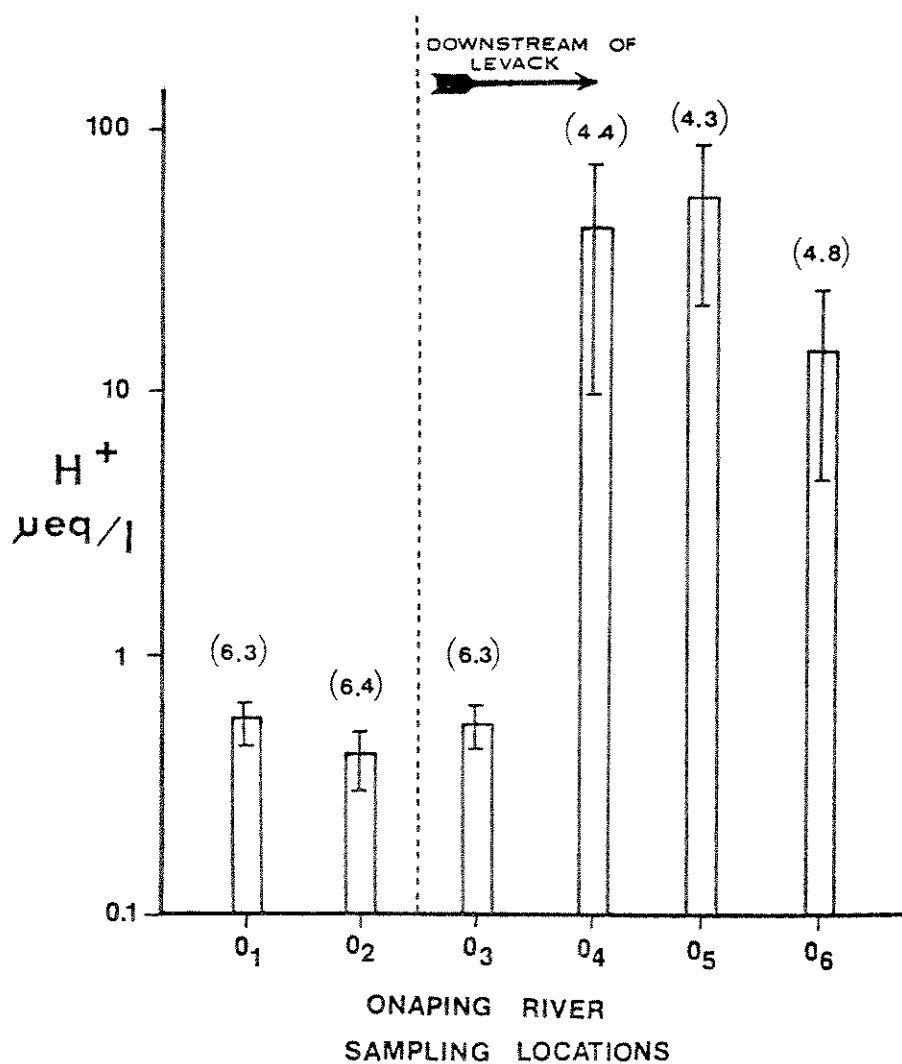 DOWNSTREAM OF
LEVACK
100
10
1
0.1
H+
µeq/l
(6.3)
(6.4)
(6.3)
(4.4)
(4.3)
(4.8)
O1
O2
O3
O4
O5
O6
ONAPING RIVER
SAMPLING LOCATIONS